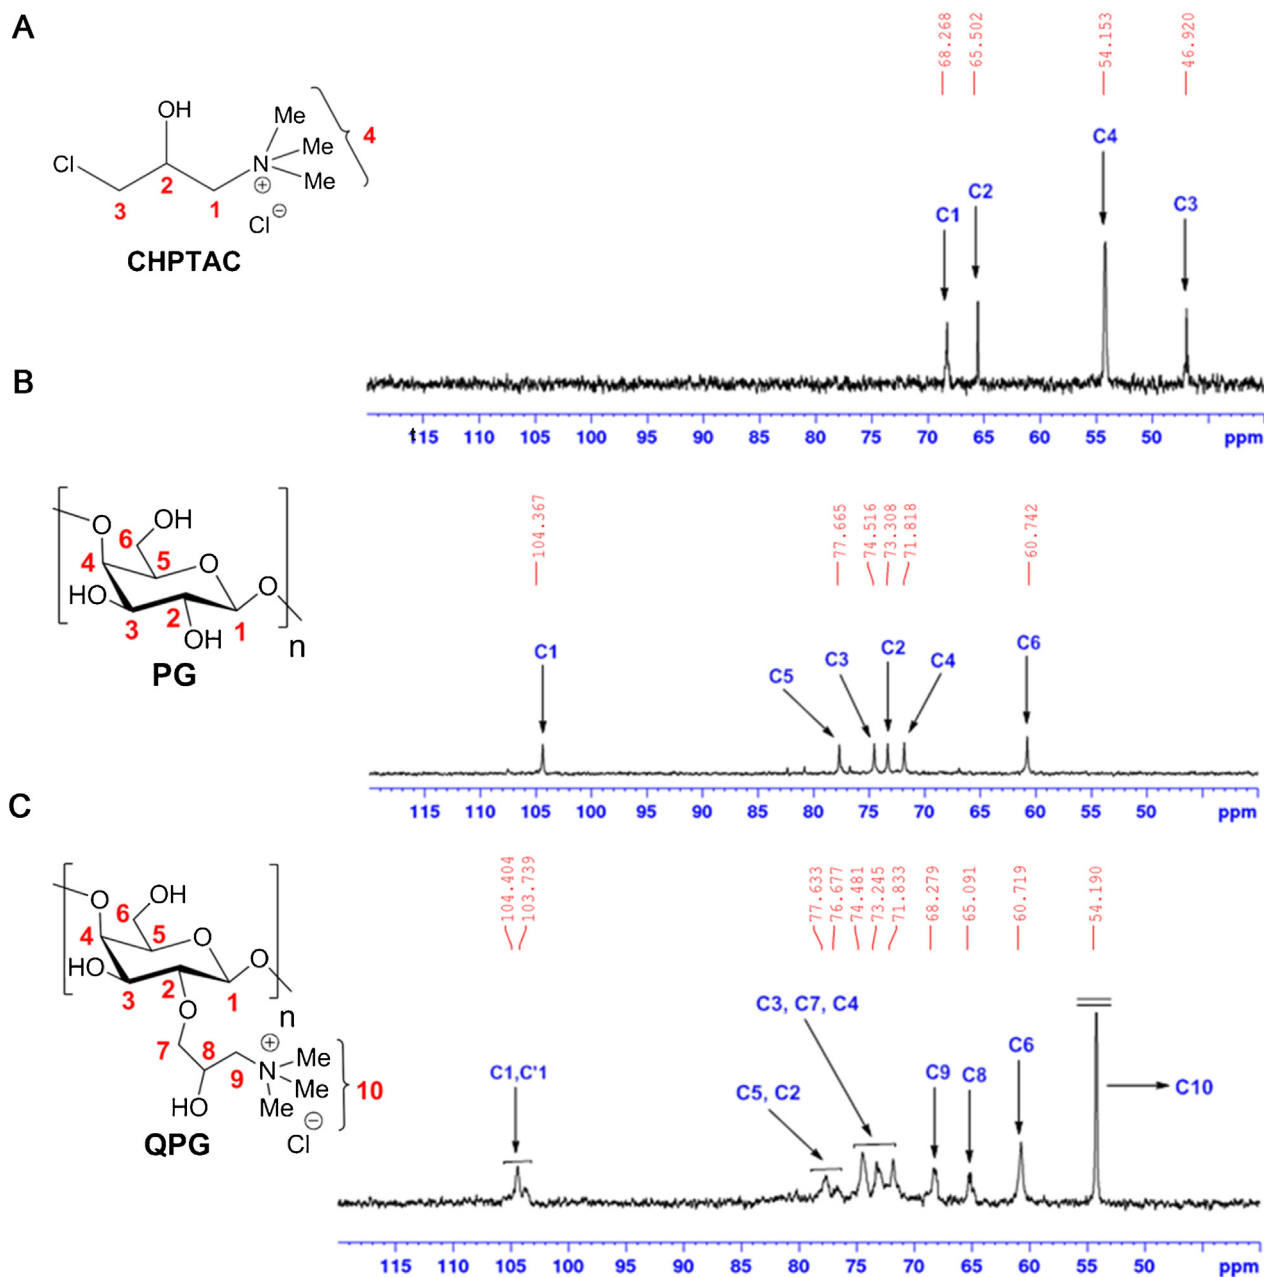 A
68.268
65.502
54.153
46.920
OH
Me
Me
Me
4
Cl
N
⊕
2
3
1
Cl⊖
CHPTAC
C4
C2
C1
C3
t115 110 105 100 95 90 85 80 75 70 65 60 55 50 ppm
B
104.367
77.665
74.516
73.308
71.818
60.742
O
OH
6
4
5
O
O
HO
2
3
OH
1
n
PG
C1
C5
C3
C2
C4
C6
115 110 105 100 95 90 85 80 75 70 65 60 55 50 ppm
C
104.404
103.739
77.633
76.677
74.481
73.245
71.833
68.279
65.091
60.719
54.190
OH
O
6
4
5
O
O
HO
2
3
1
O
n
7
8
9
⊕
N
Me
Me
Me
10
HO
Cl
⊖
QPG
C1,C'1
C5, C2
C3, C7, C4
C9
C8
C6
C10
115 110 105 100 95 90 85 80 75 70 65 60 55 50 ppm